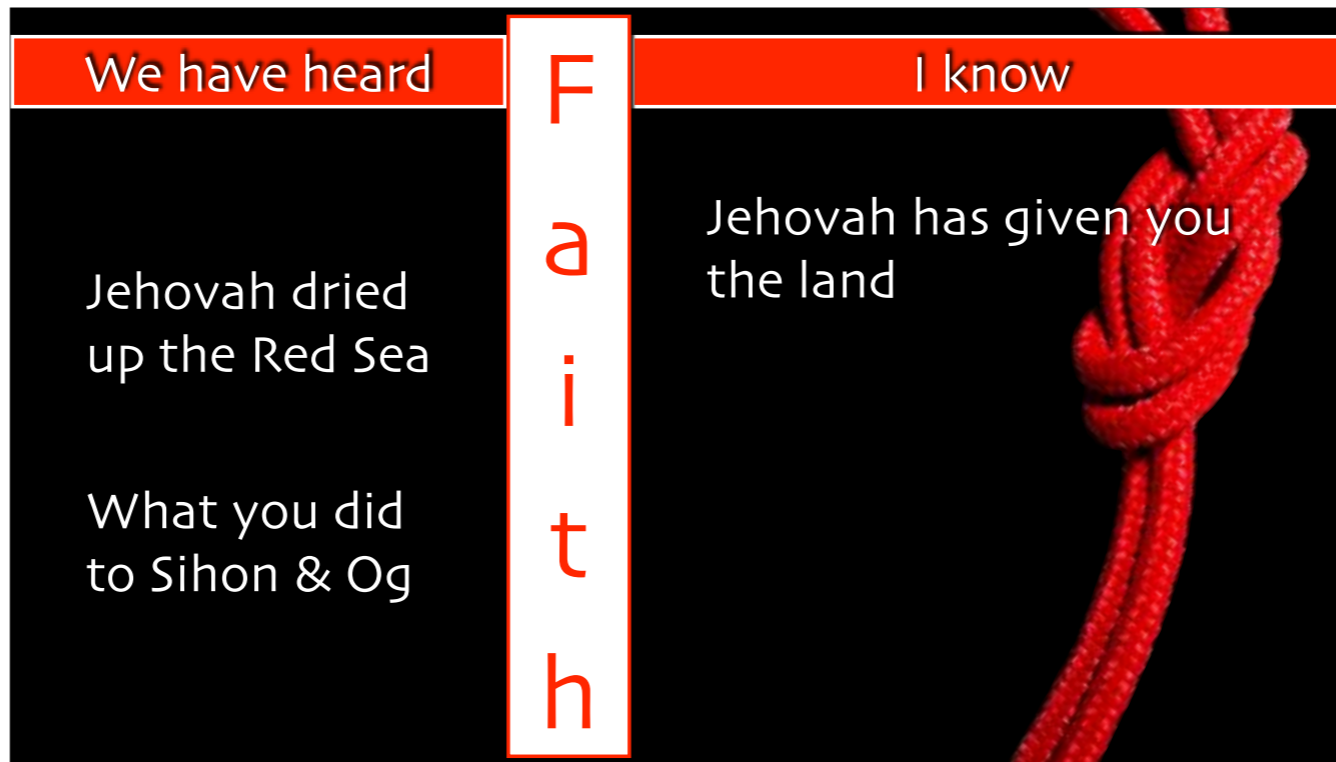 We have heard
Jehovah dried
up the Red Sea
What you did
to Sihon & Og
Faith
I know
Jehovah has given you
the land